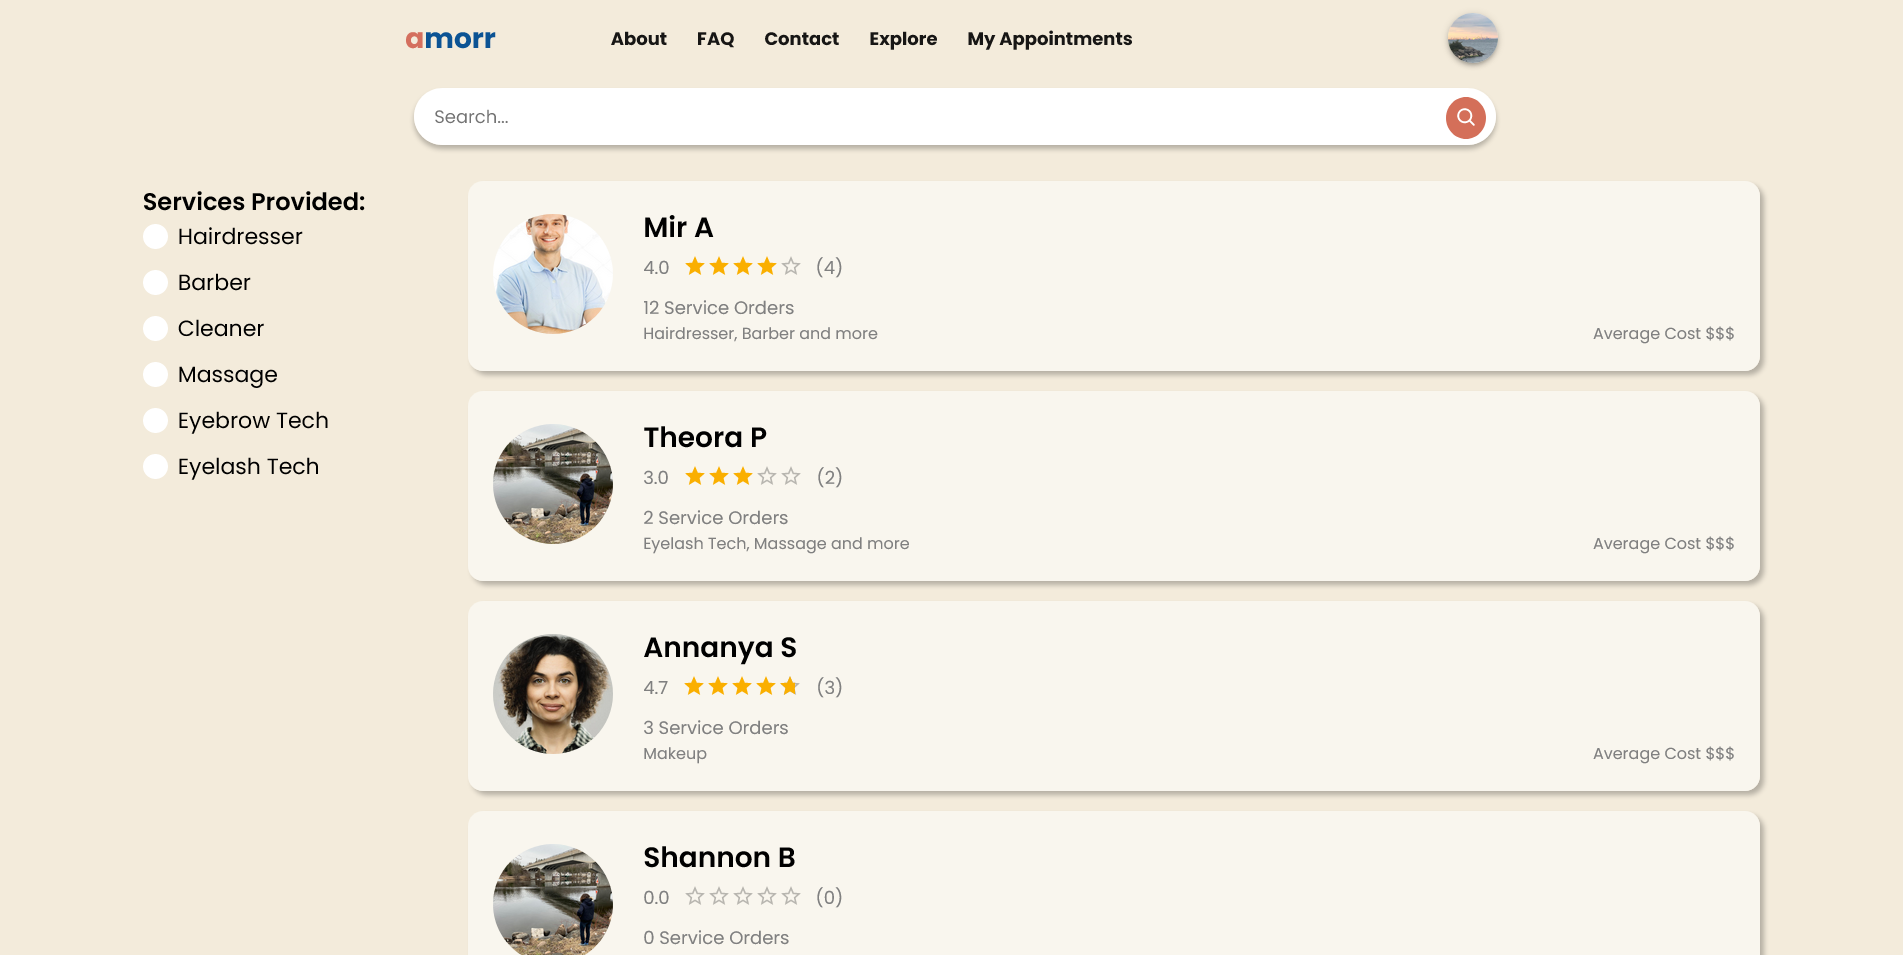 amorr
About FAQ Contact Explore My Appointments
Search...
Services Provided:
Hairdresser
Barber
Cleaner
Massage
Eyebrow Tech
Eyelash Tech
Mir A
4.0 (4)
12 Service Orders
Hairdresser, Barber and more
Average Cost $$$
Theora P
3.0 (2)
2 Service Orders
Eyelash Tech, Massage and more
Average Cost $$$
Annanya S
4.7 (3)
3 Service Orders
Makeup
Average Cost $$$
Shannon B
0.0 (0)
0 Service Orders